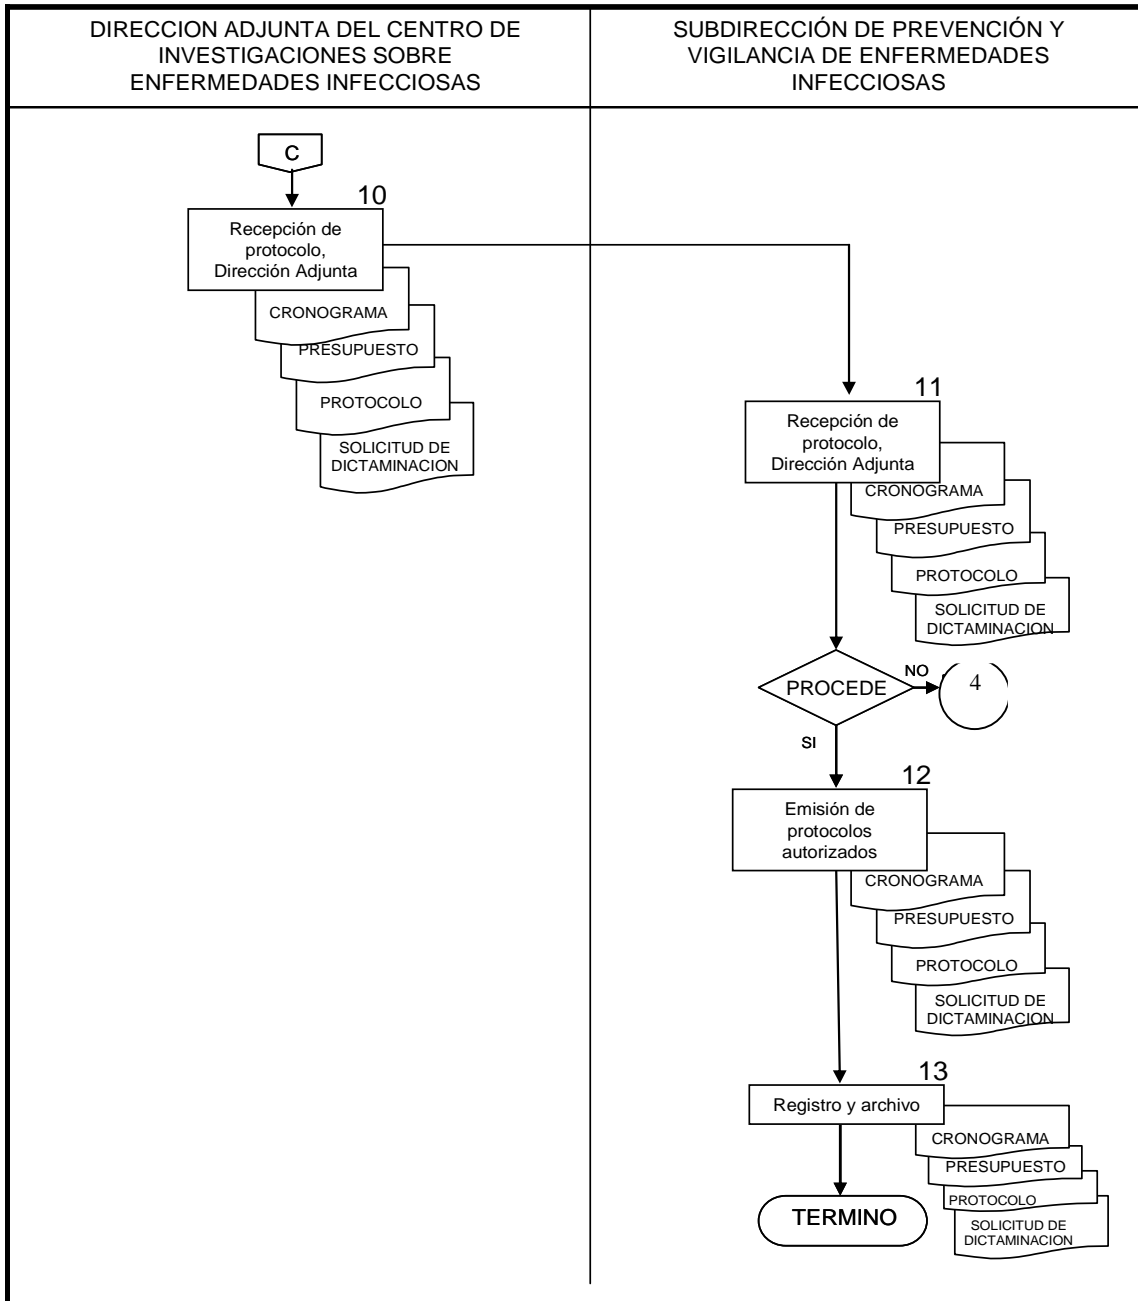 DIRECCION ADJUNTA DEL CENTRO DE
INVESTIGACIONES SOBRE
ENFERMEDADES INFECCIOSAS
SUBDIRECCIÓN DE PREVENCIÓN Y
VIGILANCIA DE ENFERMEDADES
INFECCIOSAS
C
10
Recepción de
protocolo,
Dirección Adjunta
CRONOGRAMA
PRESUPUESTO
PROTOCOLO
SOLICITUD DE
DICTAMINACION
11
Recepción de
protocolo,
Dirección Adjunta
CRONOGRAMA
PRESUPUESTO
PROTOCOLO
SOLICITUD DE
DICTAMINACION
PROCEDE
NO
4
SI
12
Emisión de
protocolos
autorizados
CRONOGRAMA
PRESUPUESTO
PROTOCOLO
SOLICITUD DE
DICTAMINACION
13
Registro y archivo
CRONOGRAMA
PRESUPUESTO
PROTOCOLO
SOLICITUD DE
DICTAMINACION
TERMINO